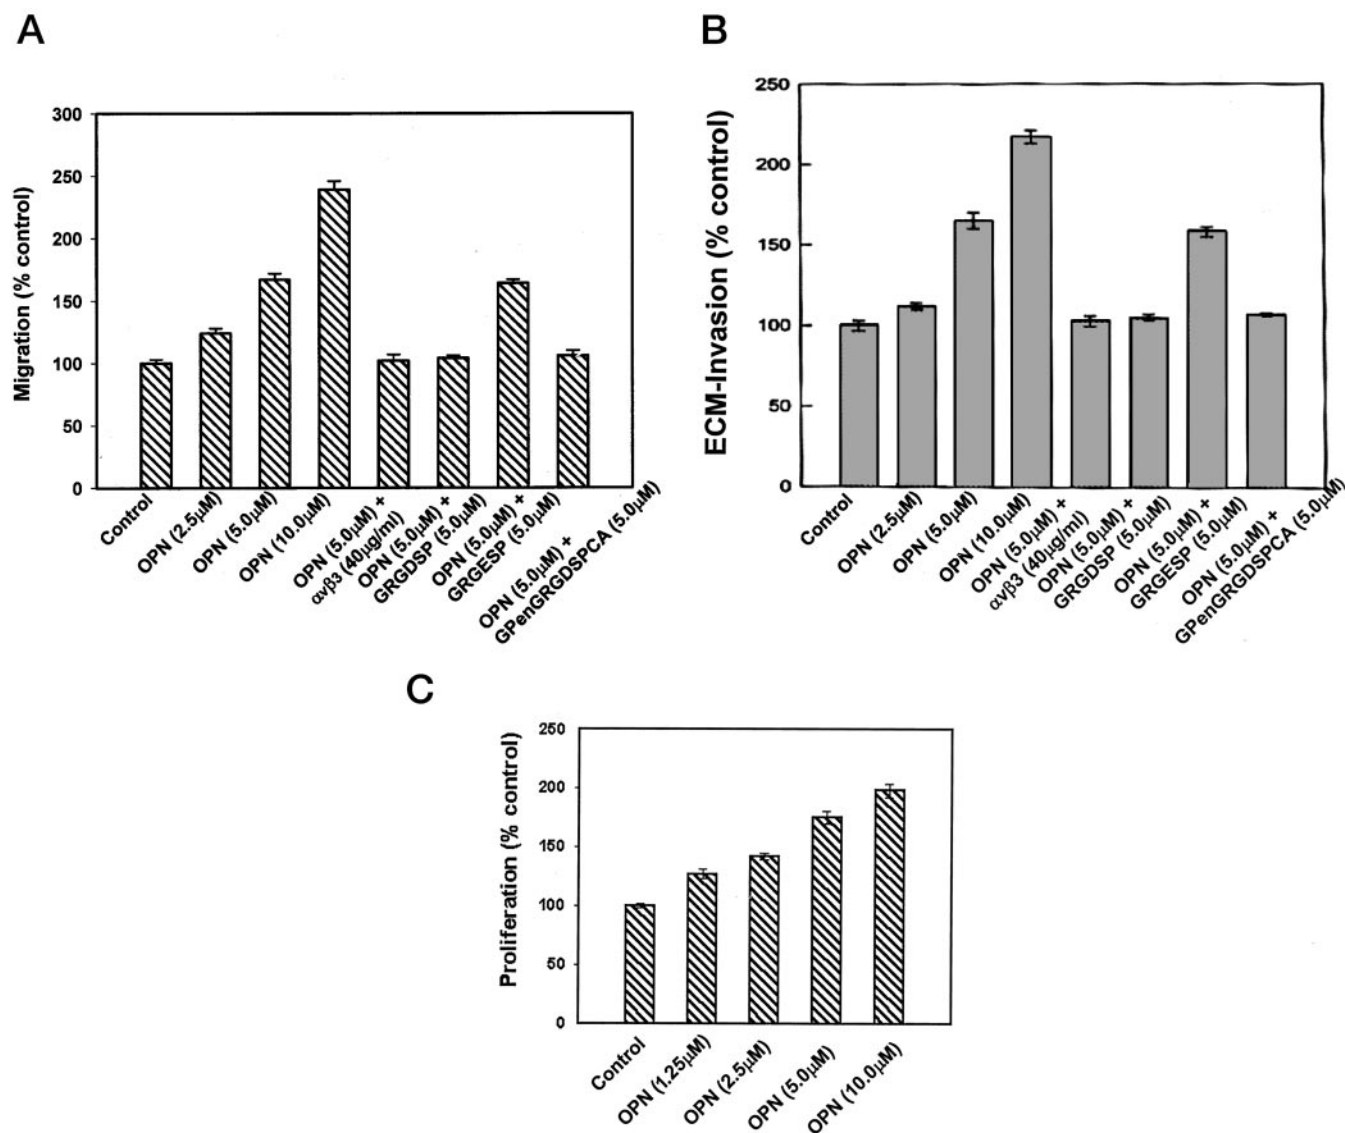 A
300
250
200
150
100
50
0
Migration (% control)
Control
OPN (2.5μM)
OPN (5.0μM)
OPN (10.0μM)
OPN (5.0μM) +
αvβ3 (40μg/ml)
OPN (5.0μM) +
GRGDSP (5.0μM)
OPN (5.0μM) +
GRGESP (5.0μM)
OPN (5.0μM) +
GPenGRGDSPCA (5.0μM)
B
250
200
150
100
50
0
ECM-Invasion (% control)
Control
OPN (2.5μM)
OPN (5.0μM)
OPN (10.0μM)
OPN (5.0μM) +
αvβ3 (40μg/ml)
OPN (5.0μM) +
GRGDSP (5.0μM)
OPN (5.0μM) +
GRGESP (5.0μM)
OPN (5.0μM) +
GPenGRGDSPCA (5.0μM)
C
250
200
150
100
50
0
Proliferation (% control)
Control
OPN (1.25μM)
OPN (2.5μM)
OPN (5.0μM)
OPN (10.0μM)